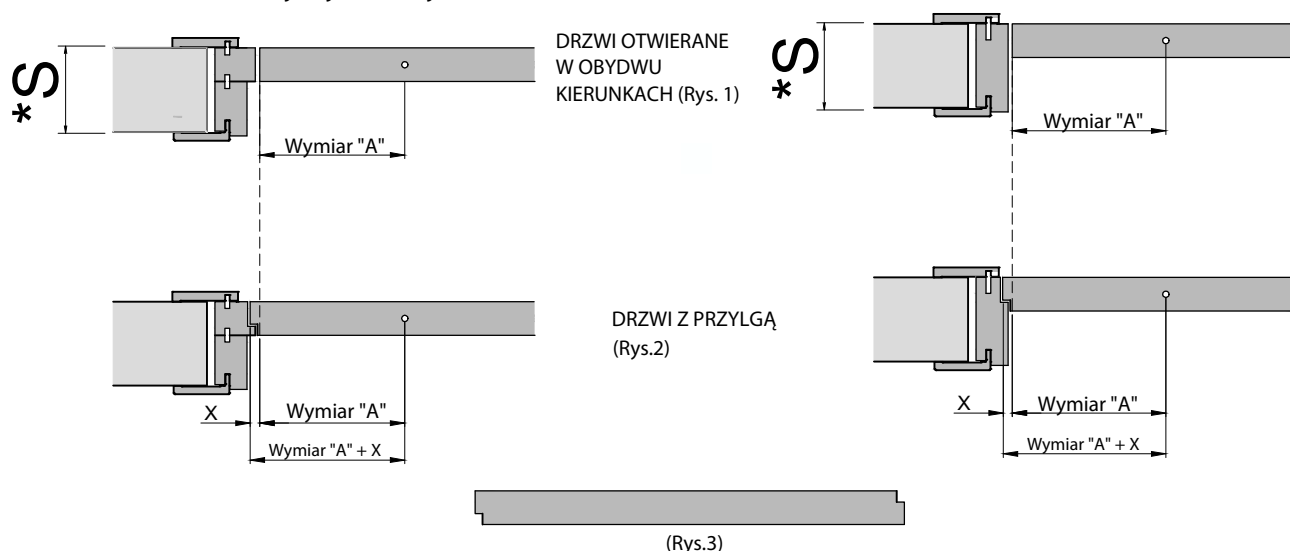 *S
DRZWI OTWIERANE
W OBYDWU
KIERUNKACH (Rys. 1)
*S
Wymiar "A"
Wymiar "A"
DRZWI Z PRZYLGĄ
(Rys.2)
X
Wymiar "A"
X
Wymiar "A"
Wymiar "A" + X
Wymiar "A" + X
(Rys.3)